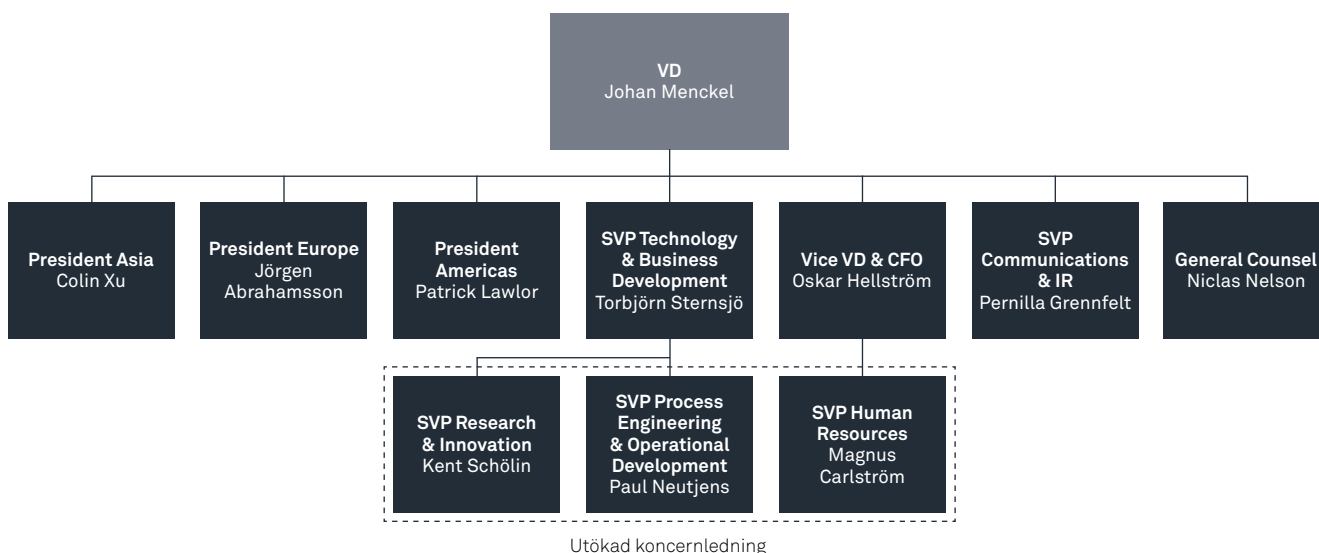 VD
Johan Menckel
President Asia
Colin Xu
President Europe
Jörgen
Abrahamsson
President
Americas
Patrick Lawlor
SVP Technology
& Business
Development
Torbjörn Sternsjö
Vice VD & CFO
Oskar Hellström
SVP
Communications
& IR
Pernilla Grennfelt
General Counsel
Niclas Nelson
SVP Research
& Innovation
Kent Schölin
SVP Process
Engineering
& Operational
Development
Paul Neutjens
SVP Human
Resources
Magnus
Carlström
Utökad koncernledning